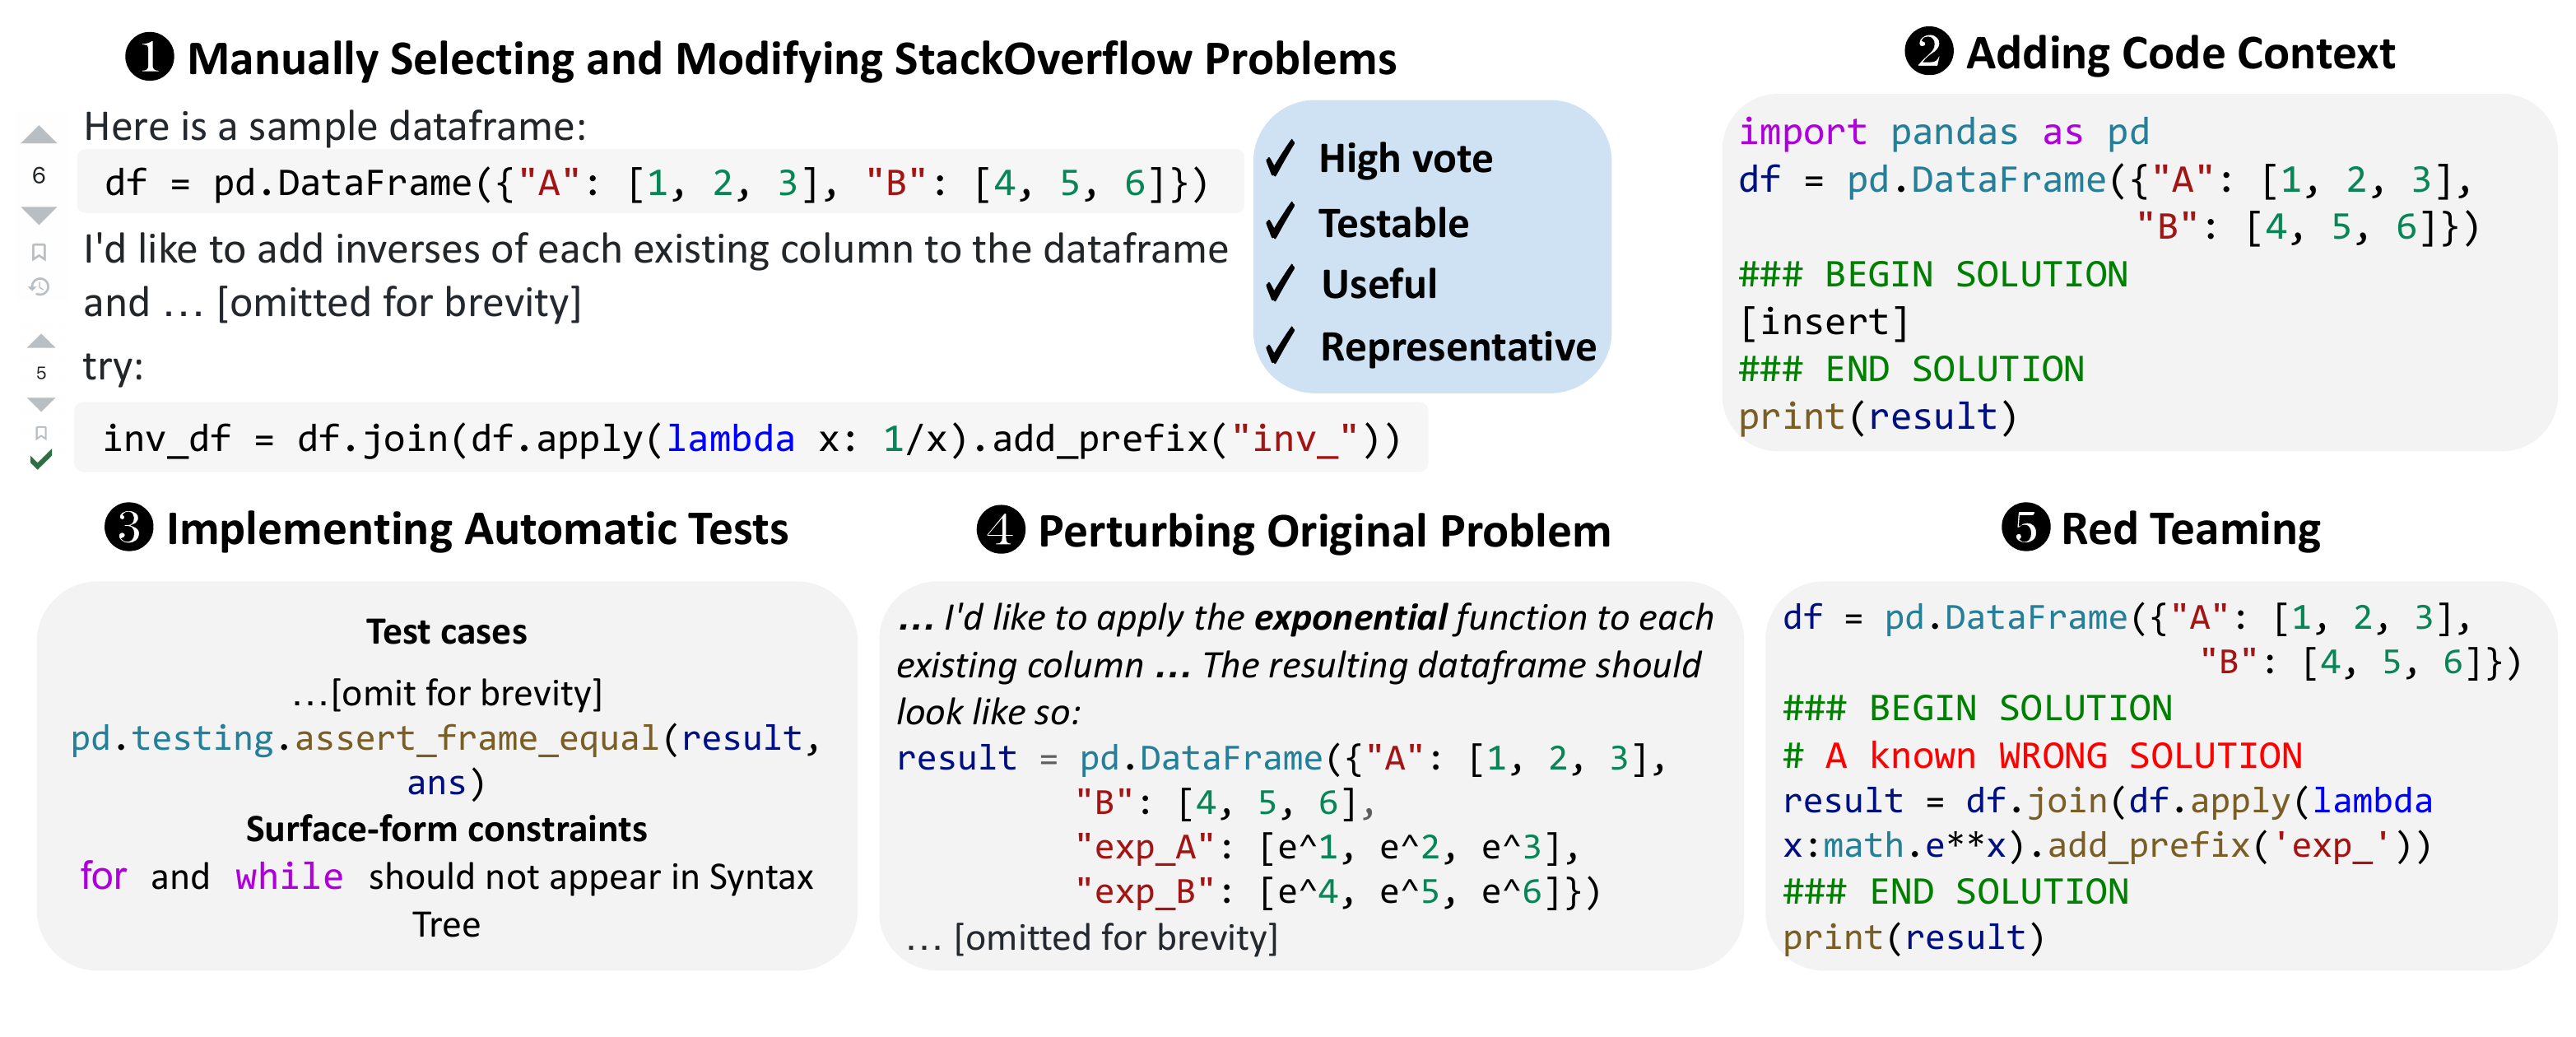 ❶ Manually Selecting and Modifying StackOverflow Problems
6
Here is a sample dataframe:
df = pd.DataFrame({"A": [1, 2, 3], "B": [4, 5, 6]})
I'd like to add inverses of each existing column to the dataframe
and … [omitted for brevity]
5
try:
inv_df = df.join(df.apply(lambda x: 1/x).add_prefix("inv_"))
✓ High vote
✓ Testable
✓ Useful
✓ Representative
❷ Adding Code Context
import pandas as pd
df = pd.DataFrame({"A": [1, 2, 3],
"B": [4, 5, 6]})
### BEGIN SOLUTION
[insert]
### END SOLUTION
print(result)
❸ Implementing Automatic Tests
Test cases
…[omit for brevity]
pd.testing.assert_frame_equal(result,
ans)
Surface-form constraints
for and while should not appear in Syntax
Tree
❹ Perturbing Original Problem
… I'd like to apply the exponential function to each
existing column … The resulting dataframe should
look like so:
result = pd.DataFrame({"A": [1, 2, 3],
"B": [4, 5, 6],
"exp_A": [e^1, e^2, e^3],
"exp_B": [e^4, e^5, e^6]})
… [omitted for brevity]
❺ Red Teaming
df = pd.DataFrame({"A": [1, 2, 3],
"B": [4, 5, 6]})
### BEGIN SOLUTION
# A known WRONG SOLUTION
result = df.join(df.apply(lambda
x:math.e**x).add_prefix('exp_'))
### END SOLUTION
print(result)